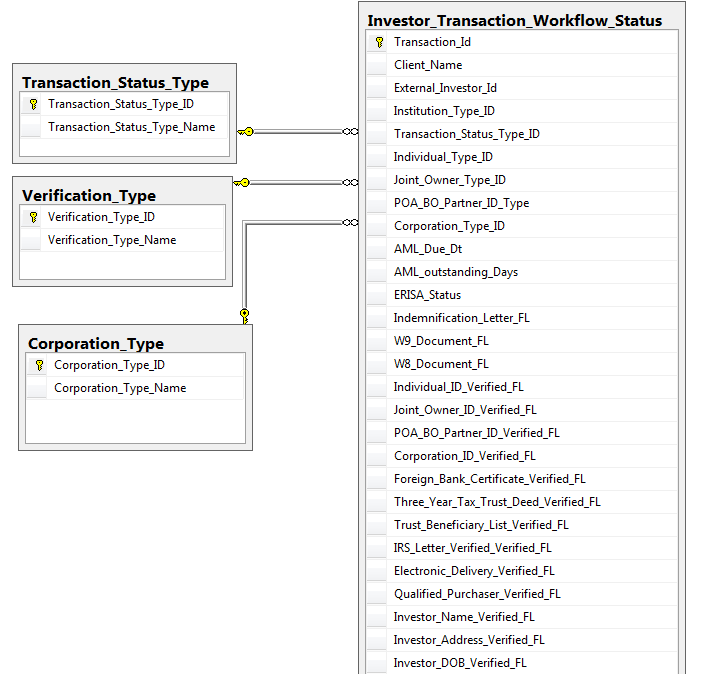 Transaction_Status_Type
Transaction_Status_Type_ID
Transaction_Status_Type_Name
Verification_Type
Verification_Type_ID
Verification_Type_Name
Corporation_Type
Corporation_Type_ID
Corporation_Type_Name
Investor_Transaction_Workflow_Status
Transaction_Id
Client_Name
External_Investor_Id
Institution_Type_ID
Transaction_Status_Type_ID
Individual_Type_ID
Joint_Owner_Type_ID
POA_BO_Partner_ID_Type
Corporation_Type_ID
AML_Due_Dt
AML_outstanding_Days
ERISA_Status
Indemnification_Letter_FL
W9_Document_FL
W8_Document_FL
Individual_ID_Verified_FL
Joint_Owner_ID_Verified_FL
POA_BO_Partner_ID_Verified_FL
Corporation_ID_Verified_FL
Foreign_Bank_Certificate_Verified_FL
Three_Year_Tax_Trust_Deed_Verified_FL
Trust_Beneficiary_List_Verified_FL
IRS_Letter_Verified_Verified_FL
Electronic_Delivery_Verified_FL
Qualified_Purchaser_Verified_FL
Investor_Name_Verified_FL
Investor_Address_Verified_FL
Investor_DOB_Verified_FL